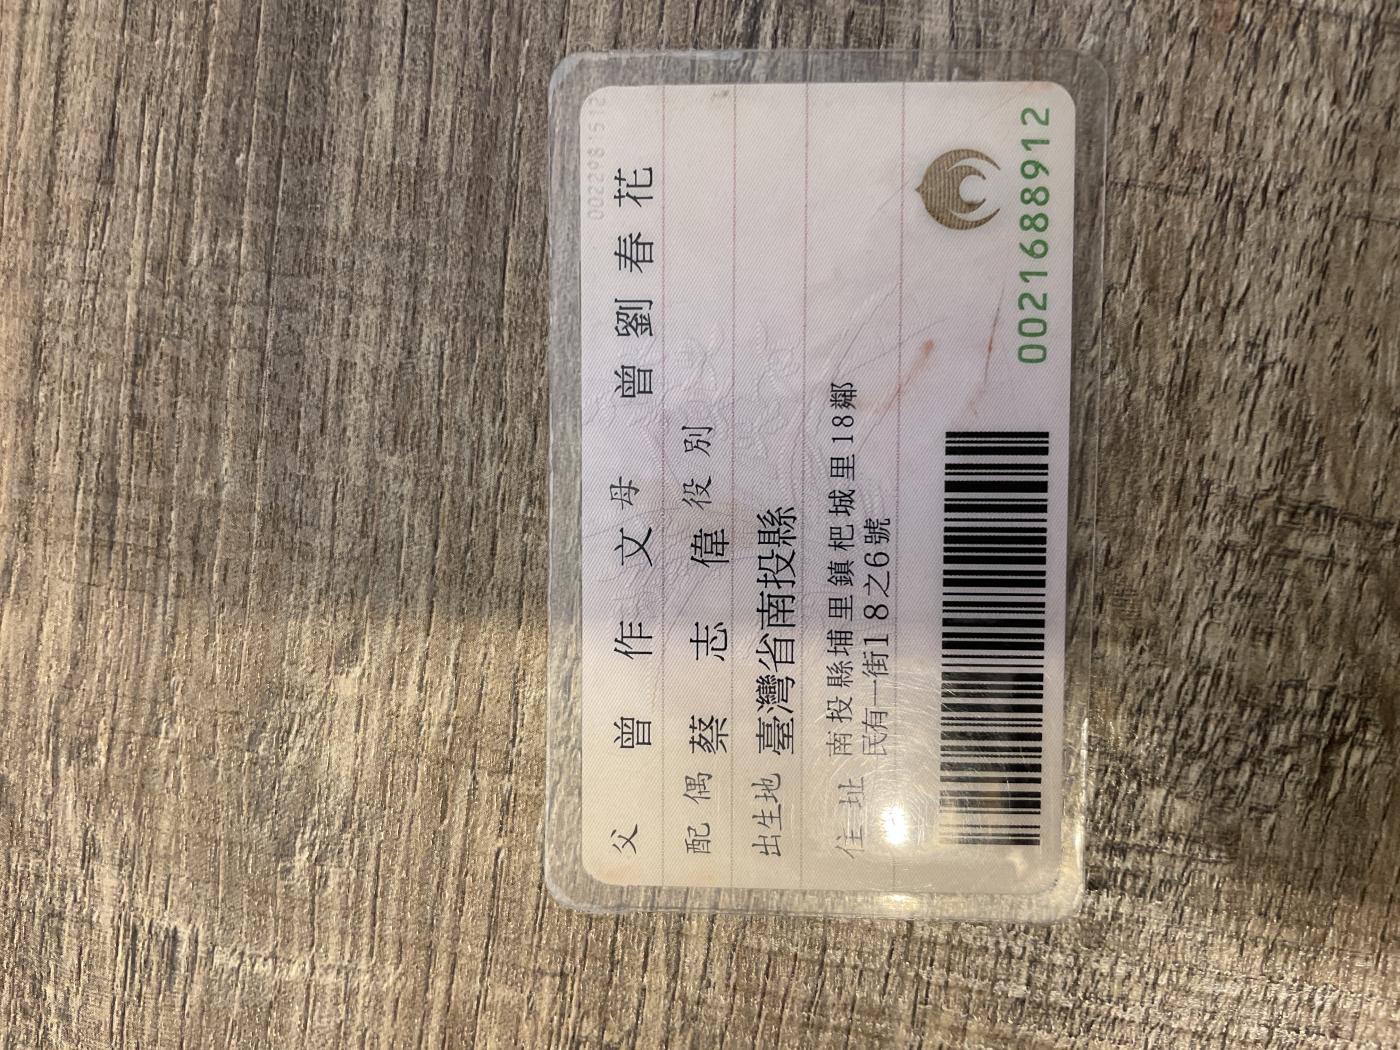 父 曾作文 母 曾劉春花
配偶 蔡志偉 役別
出生地 臺灣省南投縣
住址 南投縣埔里鎮杷城里18鄰
民有一街18之6號
0021688912